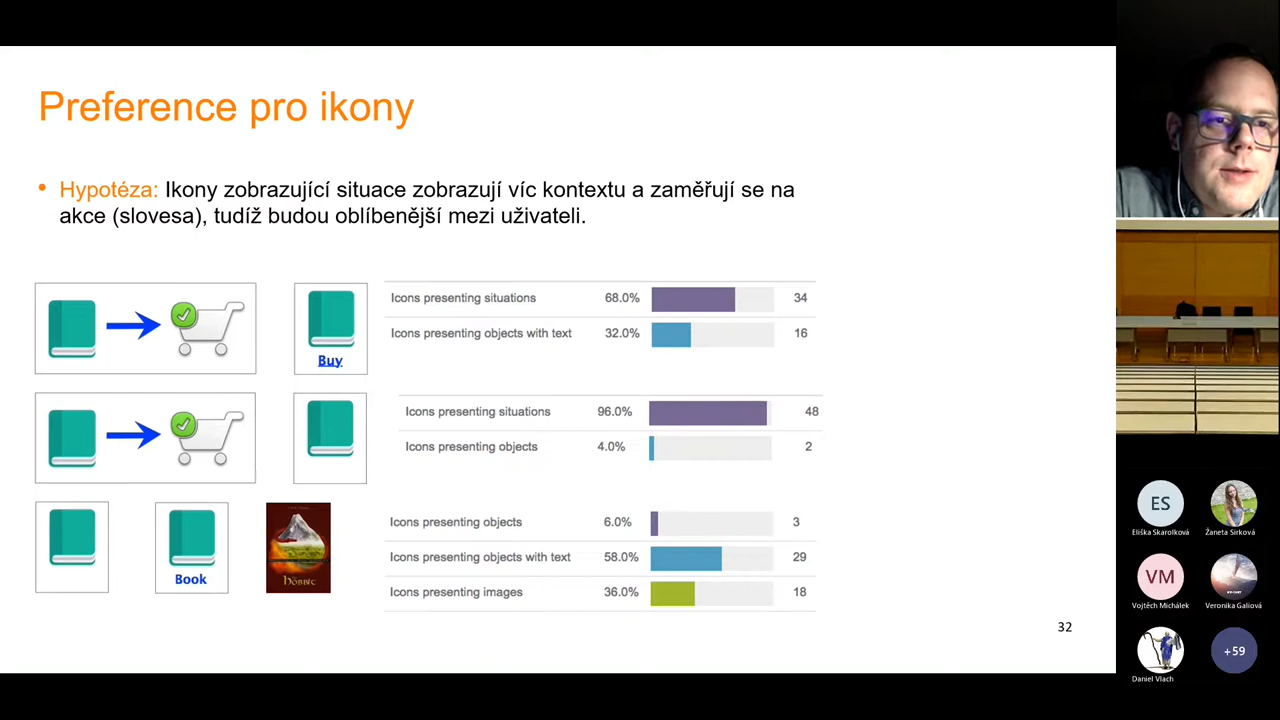 Preference pro ikony
• Hypotéza: Ikony zobrazující situace zobrazují víc kontextu a zaměřují se na
akce (slovesa), tudíž budou oblíbenější mezi uživateli.
Buy
Icons presenting situations 68.0% 34
Icons presenting objects with text 32.0% 16
Icons presenting situations 96.0% 48
Icons presenting objects 4.0% 2
Book
HOBBIT
Icons presenting objects 6.0% 3
Icons presenting objects with text 58.0% 29
Icons presenting images 36.0% 18
32
ES
Eliška Skarolková
Žaneta Sirková
VM
Vojtěch Michálek
Veronika Galiová
Daniel Vlach
+59